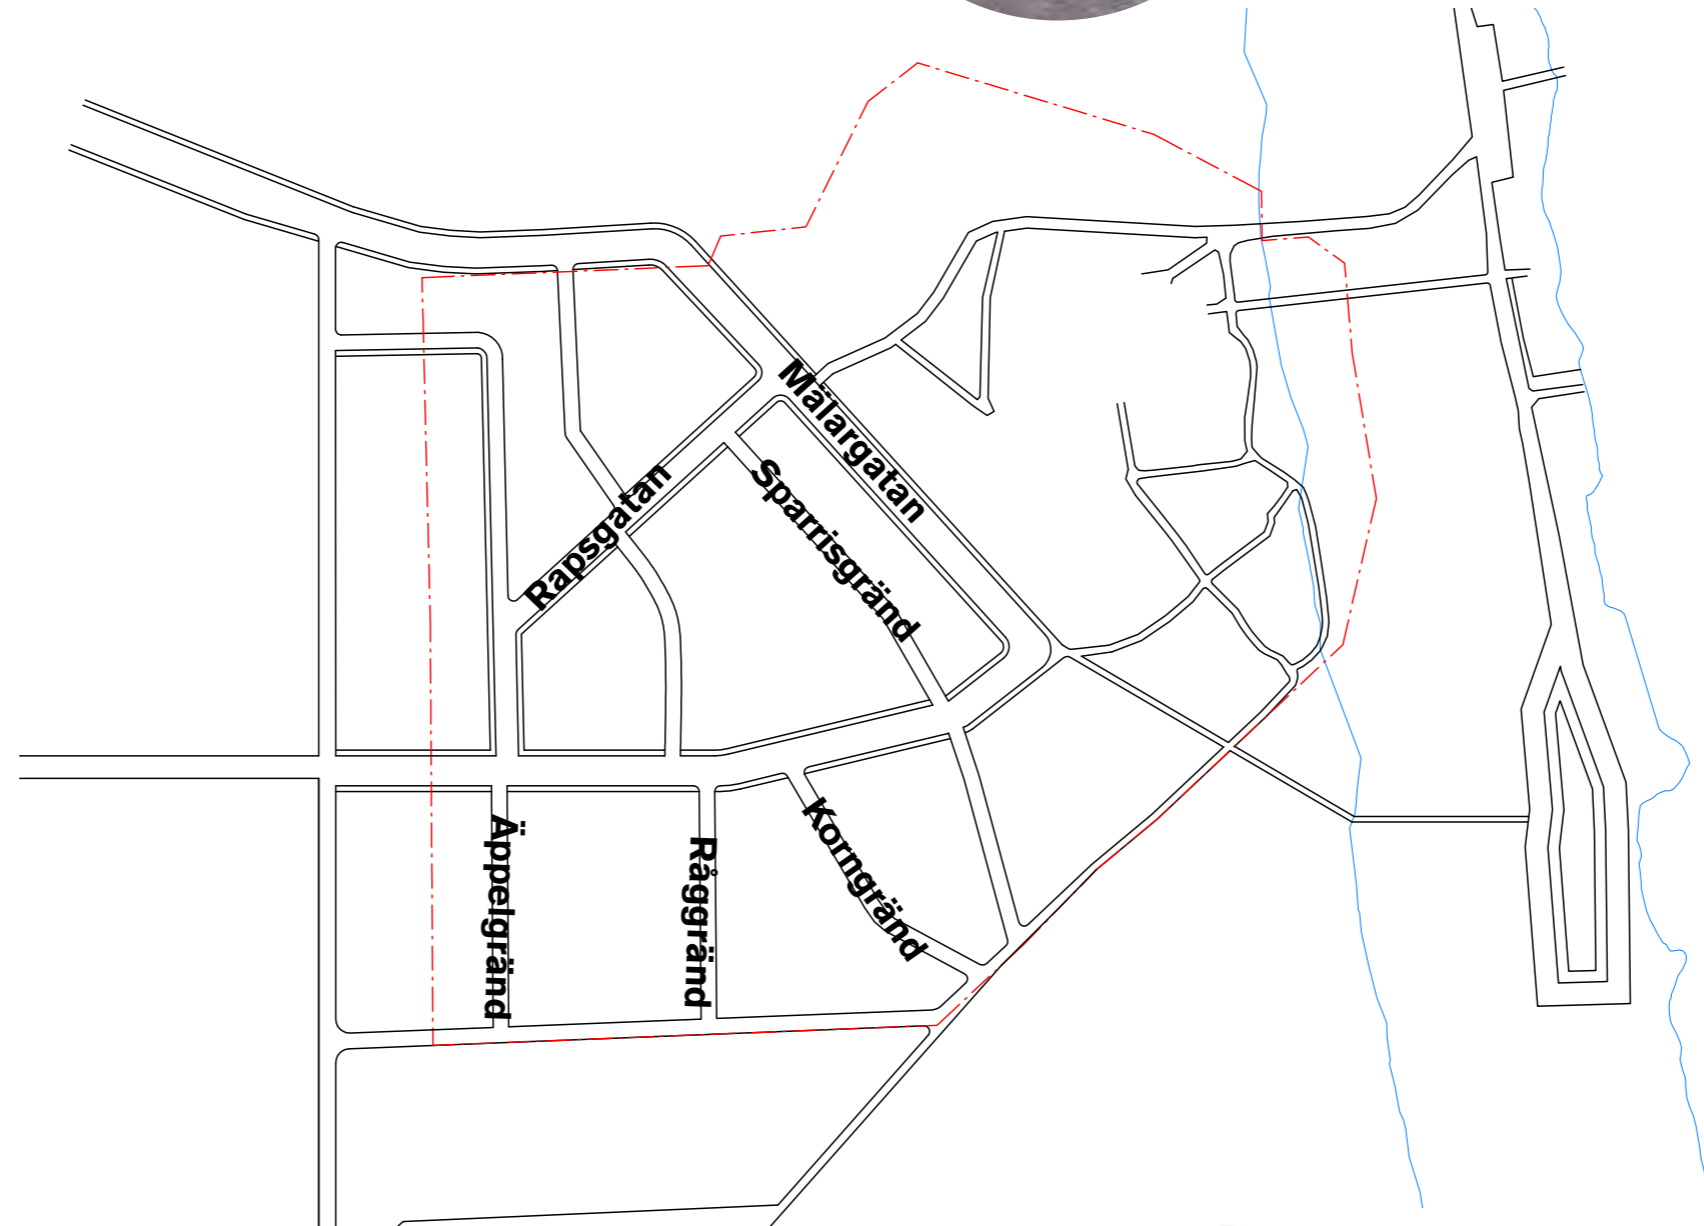 Mälargatan
Rapsgatan
Sparrisgränd
Äppelgränd
Råggränd
Korngränd